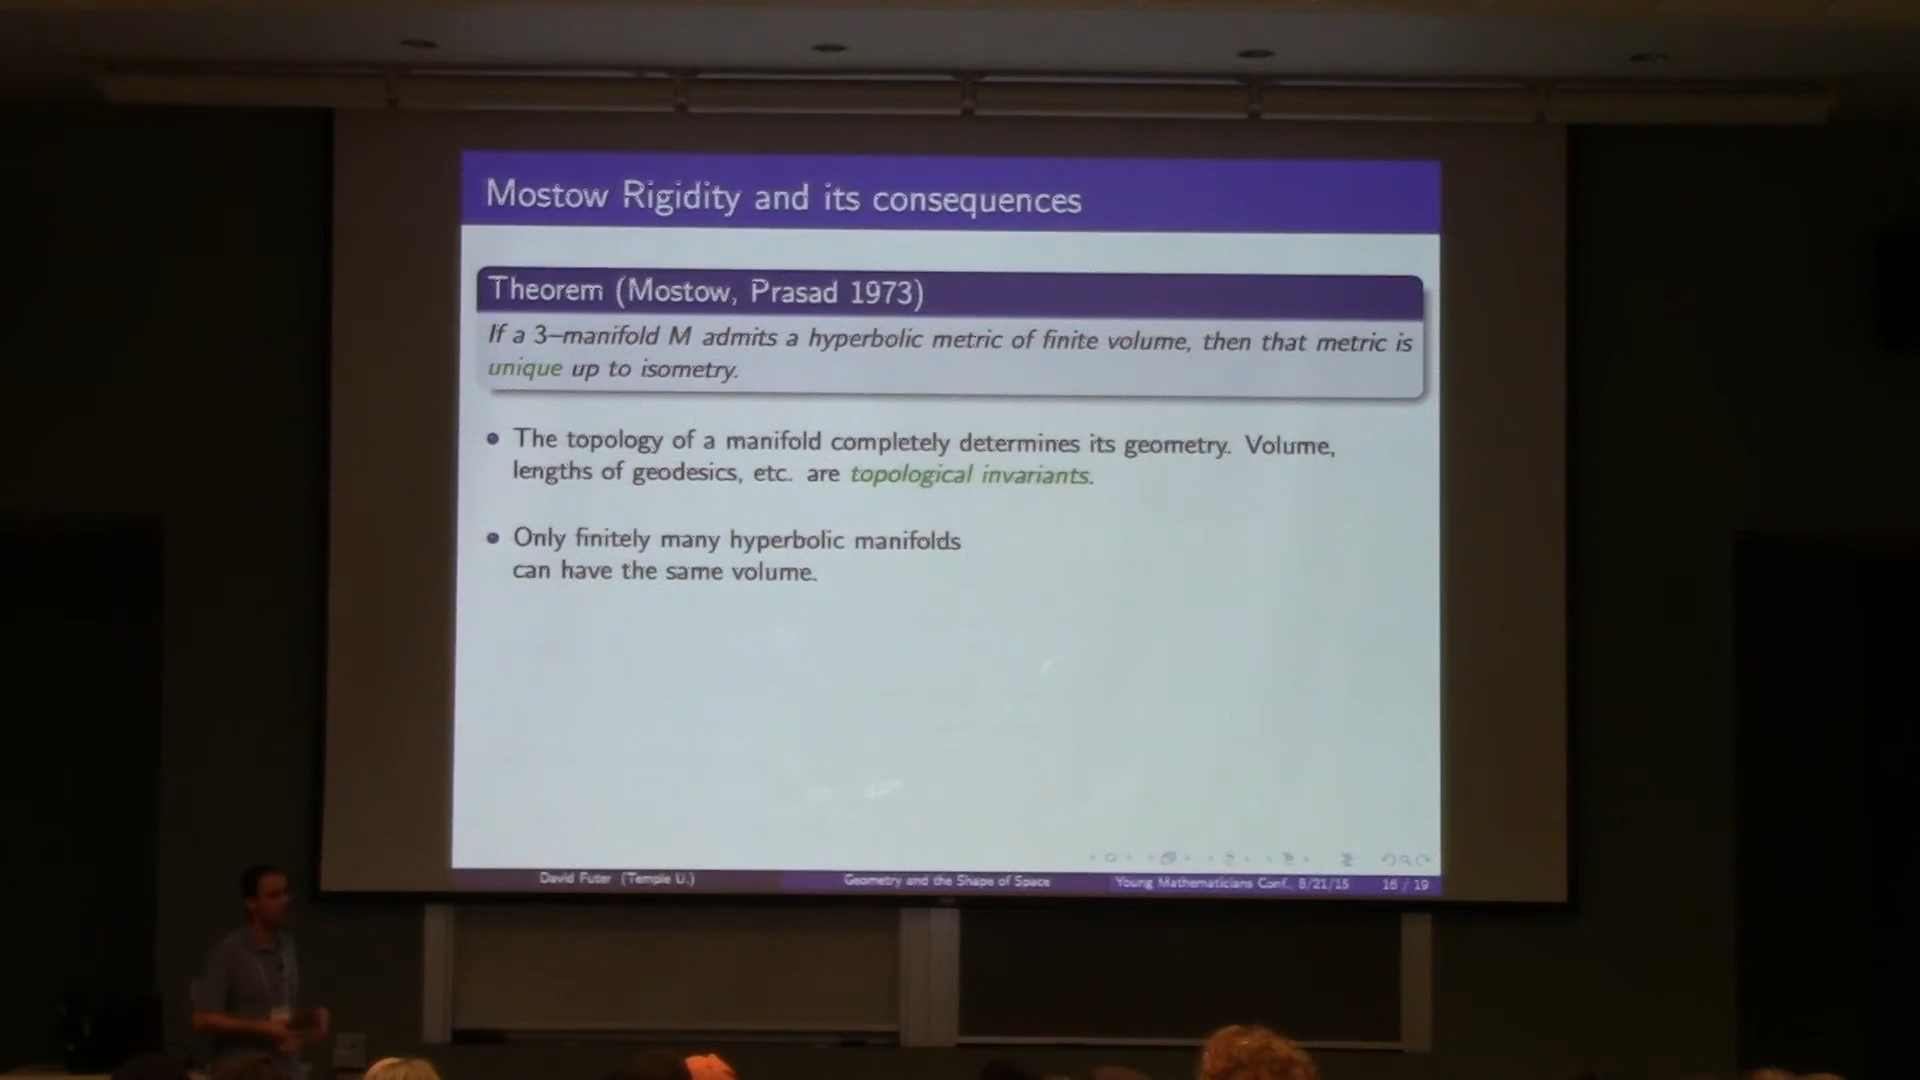 Mostow Rigidity and its consequences
Theorem (Mostow, Prasad 1973)
If a 3–manifold M admits a hyperbolic metric of finite volume, then that metric is
unique up to isometry.
• The topology of a manifold completely determines its geometry. Volume,
lengths of geodesics, etc. are topological invariants.
• Only finitely many hyperbolic manifolds
can have the same volume.
David Futer (Temple U.) Geometry and the Shape of Space Young Mathematicians Conf. 8/21/15 16 / 19